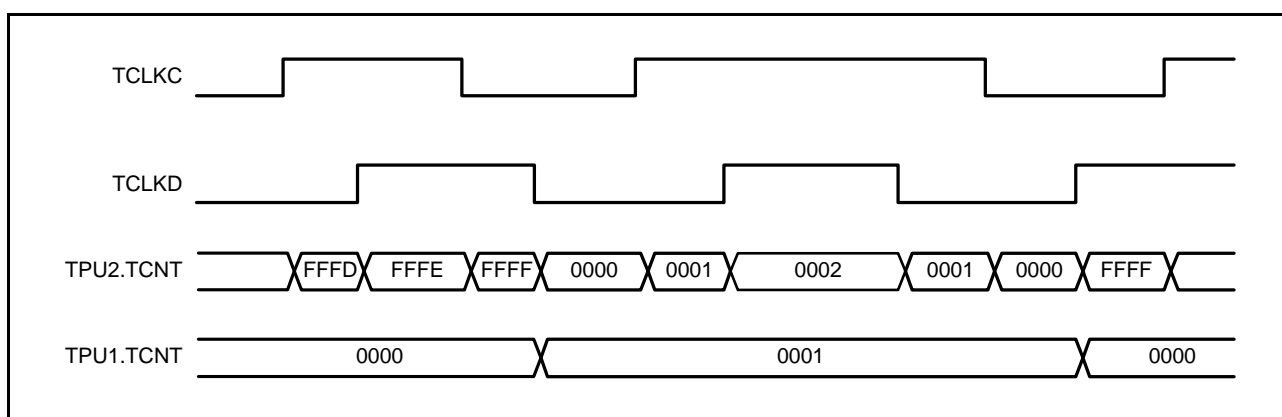 TCLKC
TCLKD
TPU2.TCNT FFFD FFFE FFFF 0000 0001 0002 0001 0000 FFFF
TPU1.TCNT 0000 0001 0000